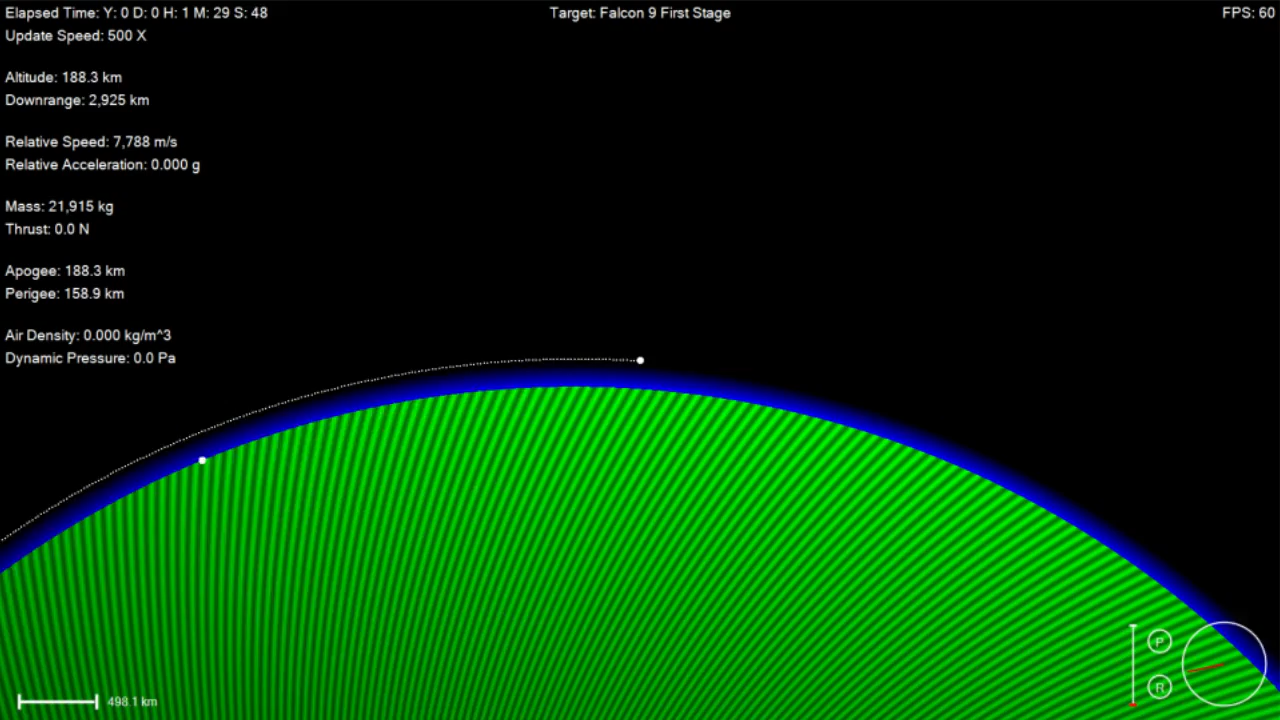 Elapsed Time: Y: 0 D: 0 H: 1 M: 29 S: 48
Target: Falcon 9 First Stage
FPS: 60
Update Speed: 500 X
Altitude: 188.3 km
Downrange: 2,925 km
Relative Speed: 7,788 m/s
Relative Acceleration: 0.000 g
Mass: 21,915 kg
Thrust: 0.0 N
Apogee: 188.3 km
Perigee: 158.9 km
Air Density: 0.000 kg/m^3
Dynamic Pressure: 0.0 Pa
P
R
498.1 km